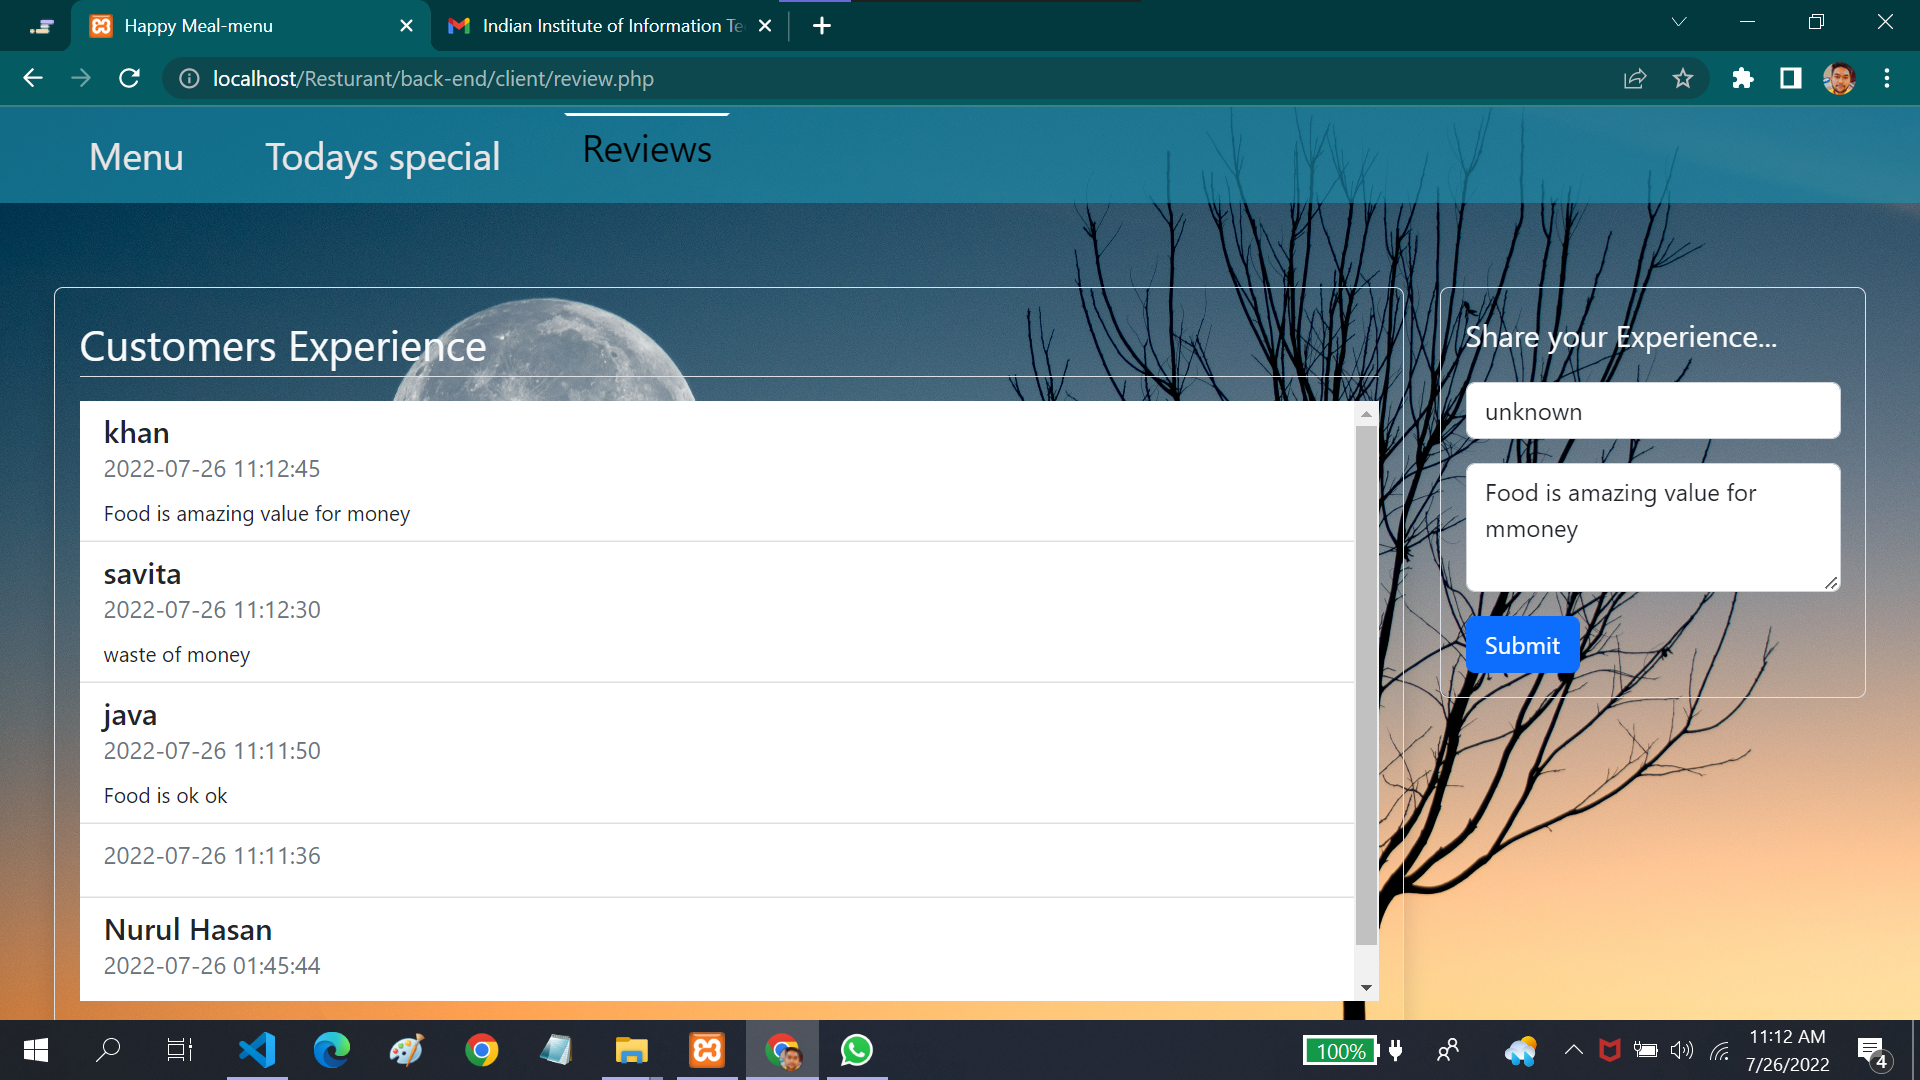 Happy Meal-menu
Indian Institute of Information Te
localhost/Resturant/back-end/client/review.php
Menu
Todays special
Reviews
Customers Experience
khan
2022-07-26 11:12:45
Food is amazing value for money
savita
2022-07-26 11:12:30
waste of money
java
2022-07-26 11:11:50
Food is ok ok
2022-07-26 11:11:36
Nurul Hasan
2022-07-26 01:45:44
Share your Experience...
unknown
Food is amazing value for
mmoney
Submit
100%
11:12 AM
7/26/2022
4